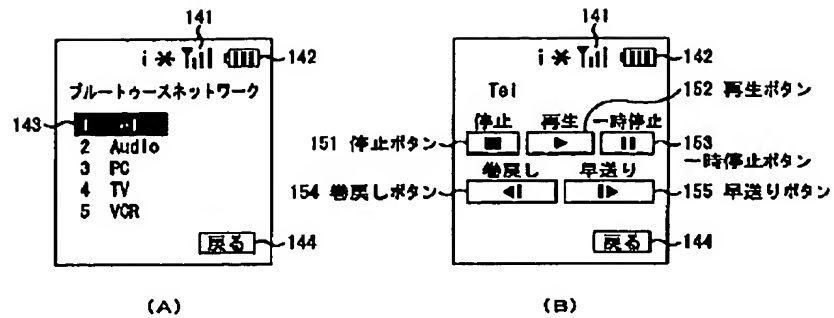 141
142
ブルートゥースネットワーク
143
1
2 Audio
3 PC
4 TV
5 VCR
戻る
144
(A)
141
142
Tel
152 再生ボタン
停止 再生 一時停止
151 停止ボタン
153
一時停止ボタン
巻戻し 早送り
154 巻戻しボタン
155 早送りボタン
戻る
144
(B)